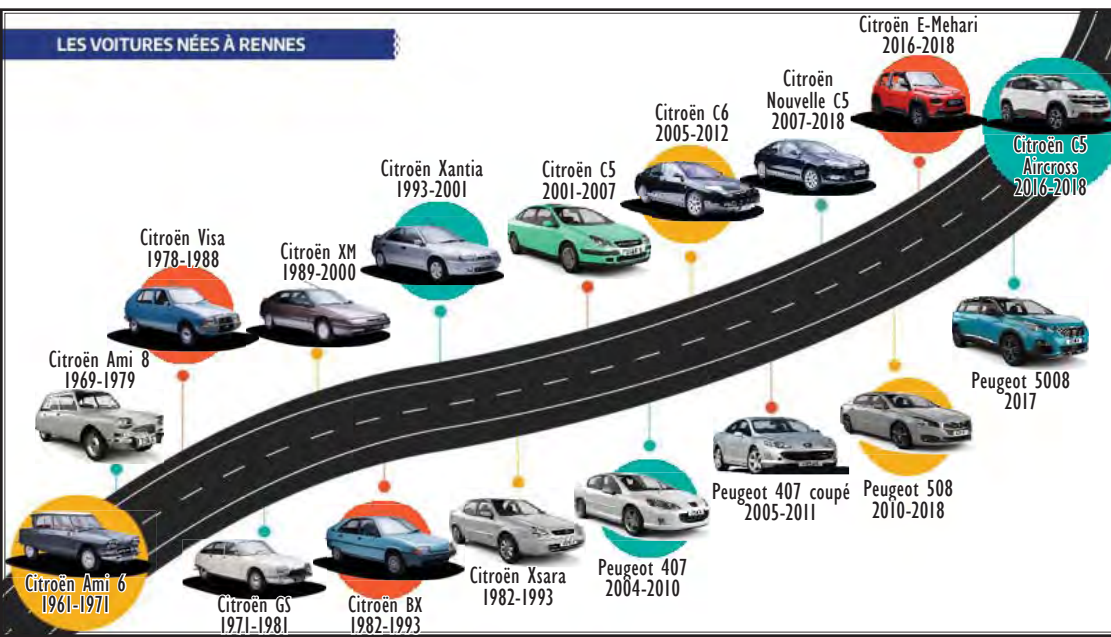 LES VOITURES NÉES À RENNES
Citroën Ami 6
1961-1971
Citroën Ami 8
1969-1979
Citroën GS
1971-1981
Citroën Visa
1978-1988
Citroën BX
1982-1993
Citroën XM
1989-2000
Citroën Xantia
1993-2001
Citroën Xsara
1982-1993
Citroën C5
2001-2007
Peugeot 407
2004-2010
Citroën C6
2005-2012
Peugeot 407 coupé
2005-2011
Citroën
Nouvelle C5
2007-2018
Peugeot 508
2010-2018
Citroën E-Mehari
2016-2018
Peugeot 5008
2017
Citroën C5
Aircross
2016-2018